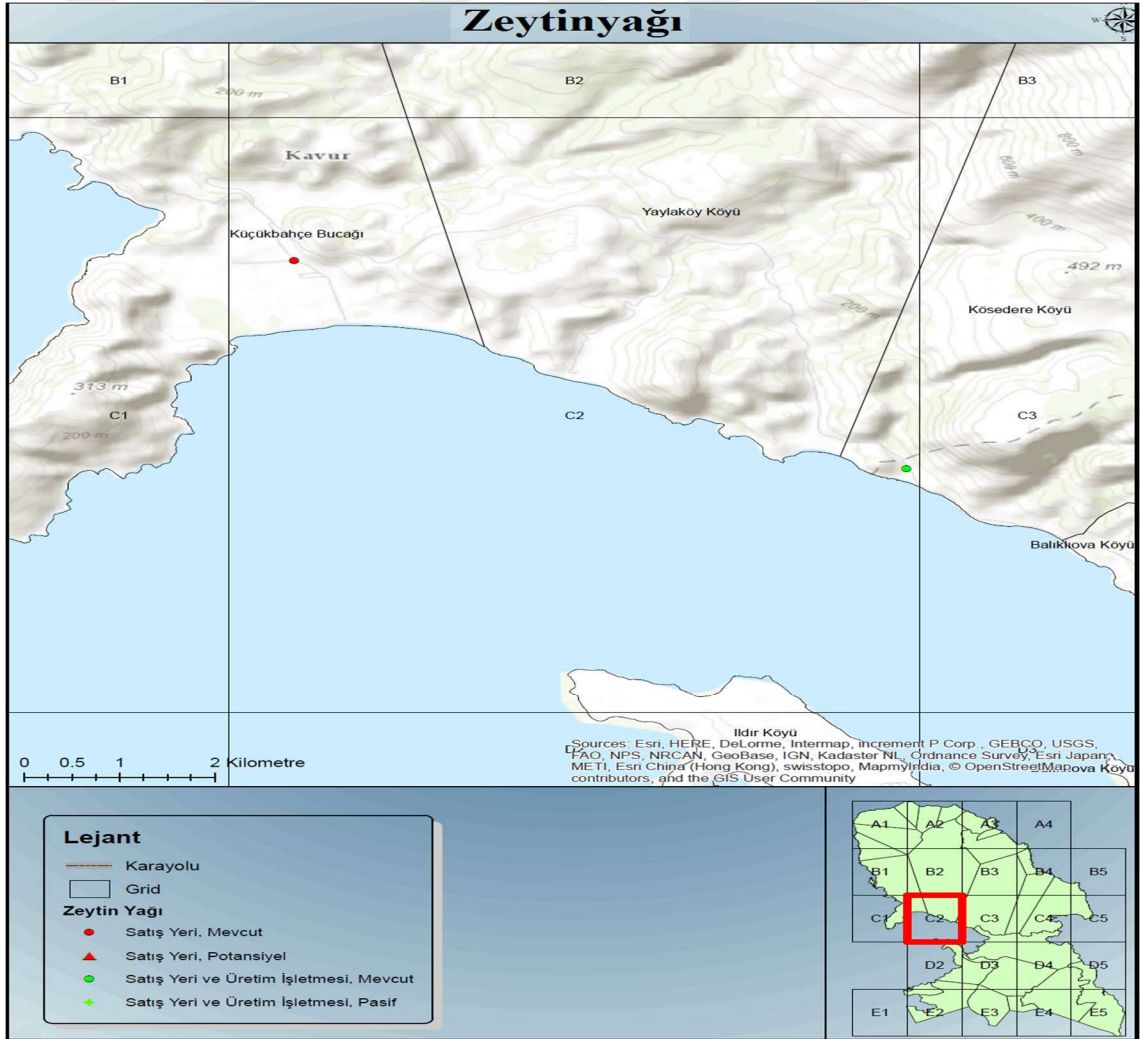 Zeytinyağı
W
S
B1
B2
B3
200 m
800 m
600 m
Kavur
Yaylaköy Köyü
400 m
Küçükbahçe Bucağı
492 m
200 m
Kösedere Köyü
313 m
C1
C2
C3
200 m
Balıklıova Köyü
Ildır Köyü
Sources: Esri, HERE, DeLorme, Intermap, increment P Corp., GEBCO, USGS,
FAO, NPS, NRCAN, GeoBase, IGN, Kadaster NL, Ordnance Survey, Esri Japan,
METI, Esri China (Hong Kong), swisstopo, MapmyIndia, © OpenStreetMap
contributors, and the GIS User Community
D3
0 0.5 1 2 Kilometre
Lejant
Karayolu
Grid
Zeytin Yağı
Satış Yeri, Mevcut
Satış Yeri, Potansiyel
Satış Yeri ve Üretim İşletmesi, Mevcut
Satış Yeri ve Üretim İşletmesi, Pasif
A1 A2 A3 A4
B1 B2 B3 B4 B5
C1 C2 C3 C4 C5
D2 D3 D4 D5
E1 E2 E3 E4 E5